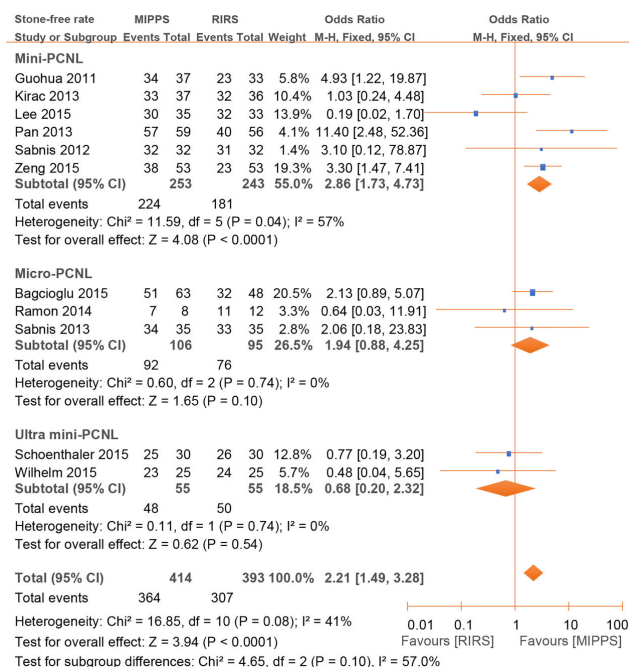 Stone-free rate MIPPS RIRS Odds Ratio Odds Ratio
Study or Subgroup Events Total Events Total Weight M-H, Fixed, 95% CI M-H, Fixed, 95% CI
Mini-PCNL
Guohua 2011 34 37 23 33 5.8% 4.93 [1.22, 19.87]
Kirac 2013 33 37 32 36 10.4% 1.03 [0.24, 4.48]
Lee 2015 30 35 32 33 13.9% 0.19 [0.02, 1.70]
Pan 2013 57 59 40 56 4.1% 11.40 [2.48, 52.36]
Sabnis 2012 32 32 31 32 1.4% 3.10 [0.12, 78.87]
Zeng 2015 38 53 23 53 19.3% 3.30 [1.47, 7.41]
Subtotal (95% CI) 253 243 55.0% 2.86 [1.73, 4.73]
Total events 224 181
Heterogeneity: Chi² = 11.59, df = 5 (P = 0.04); I² = 57%
Test for overall effect: Z = 4.08 (P < 0.0001)
Micro-PCNL
Bagcioglu 2015 51 63 32 48 20.5% 2.13 [0.89, 5.07]
Ramon 2014 7 8 11 12 3.3% 0.64 [0.03, 11.91]
Sabnis 2013 34 35 33 35 2.8% 2.06 [0.18, 23.83]
Subtotal (95% CI) 106 95 26.5% 1.94 [0.88, 4.25]
Total events 92 76
Heterogeneity: Chi² = 0.60, df = 2 (P = 0.74); I² = 0%
Test for overall effect: Z = 1.65 (P = 0.10)
Ultra mini-PCNL
Schoenthaler 2015 25 30 26 30 12.8% 0.77 [0.19, 3.20]
Wilhelm 2015 23 25 24 25 5.7% 0.48 [0.04, 5.65]
Subtotal (95% CI) 55 55 18.5% 0.68 [0.20, 2.32]
Total events 48 50
Heterogeneity: Chi² = 0.11, df = 1 (P = 0.74); I² = 0%
Test for overall effect: Z = 0.62 (P = 0.54)
Total (95% CI) 414 393 100.0% 2.21 [1.49, 3.28]
Total events 364 307
Heterogeneity: Chi² = 16.85, df = 10 (P = 0.08); I² = 41%
0.01 0.1 1 10 100
Test for overall effect: Z = 3.94 (P < 0.0001) Favours [RIRS] Favours [MIPPS]
Test for subgroup differences: Chi² = 4.65, df = 2 (P = 0.10), I² = 57.0%